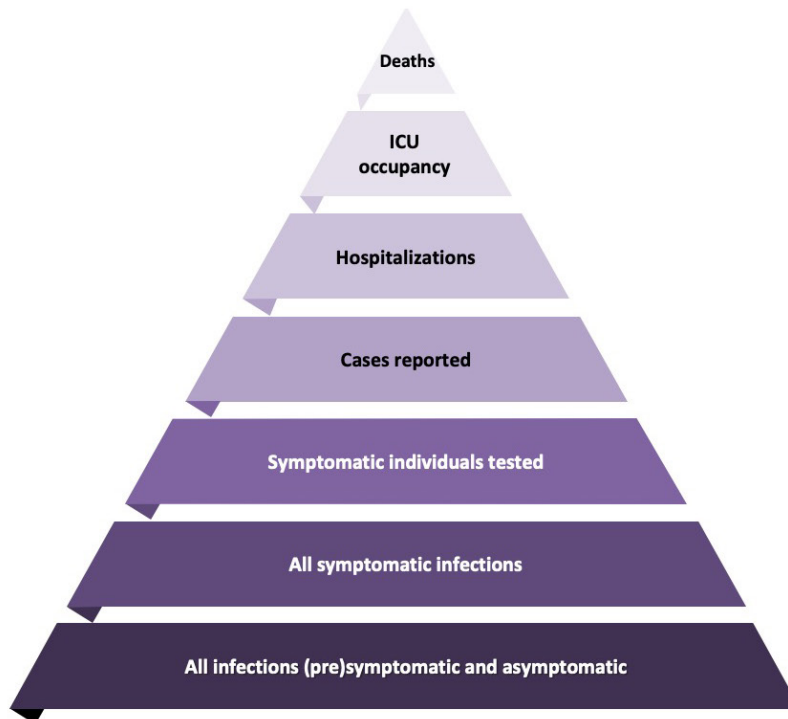 Deaths
ICU
occupancy
Hospitalizations
Cases reported
Symptomatic individuals tested
All symptomatic infections
All infections (pre)symptomatic and asymptomatic